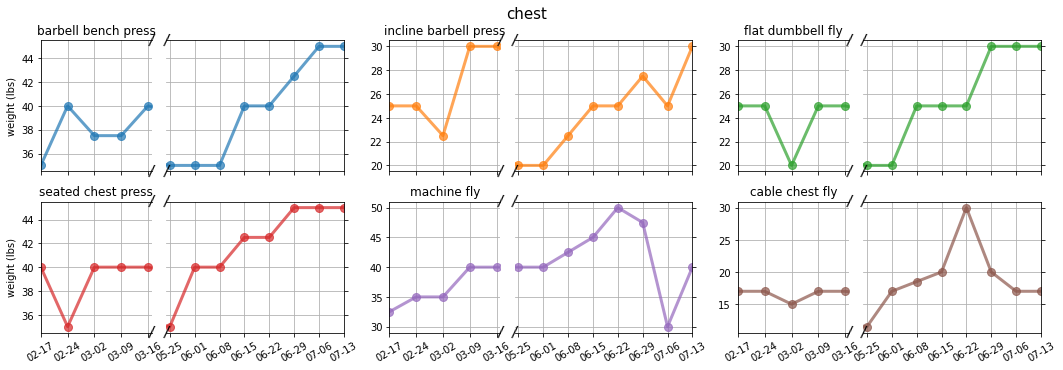 chest
barbell bench press
incline barbell press
flat dumbbell fly
weight (lbs)
44
42
40
38
36
30
28
26
24
22
20
30
28
26
24
22
20
seated chest press
machine fly
cable chest fly
weight (lbs)
44
42
40
38
36
50
45
40
35
30
30
25
20
15
02-17 02-24 03-02 03-09 03-16 05-25 06-01 06-08 06-15 06-22 06-29 07-06 07-13
02-17 02-24 03-02 03-09 03-16 05-25 06-01 06-08 06-15 06-22 06-29 07-06 07-13
02-17 02-24 03-02 03-09 03-16 05-25 06-01 06-08 06-15 06-22 06-29 07-06 07-13